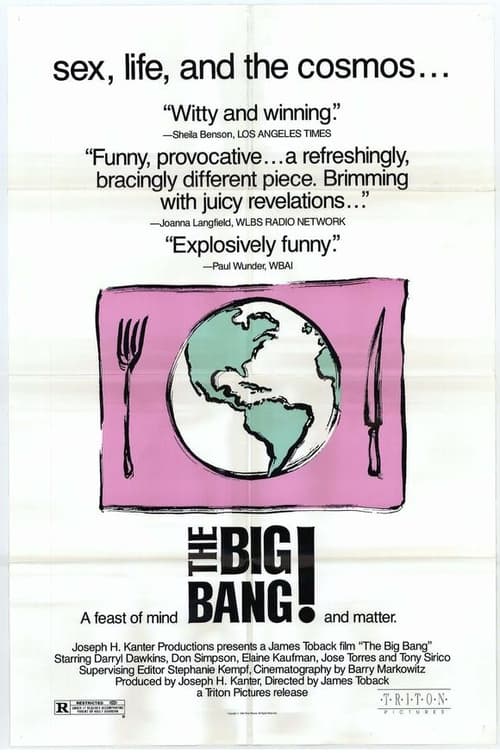 sex, life, and the cosmos...
“Witty and winning.”
—Sheila Benson, LOS ANGELES TIMES
“Funny, provocative...a refreshingly,
bracingly different piece. Brimming
with juicy revelations...”
—Joanna Langfield, WLBS RADIO NETWORK
“Explosively funny.”
—Paul Wunder, WBAI
THE BIG
BANG!
A feast of mind and matter.
Joseph H. Kanter Productions presents a James Toback film “The Big Bang”
Starring Darryl Dawkins, Don Simpson, Elaine Kaufman, Jose Torres and Tony Sirico
Supervising Editor Stephanie Kempf, Cinematography by Barry Markowitz
Produced by Joseph H. Kanter, Directed by James Toback
a Triton Pictures release
R RESTRICTED
TRITON
PICTURES